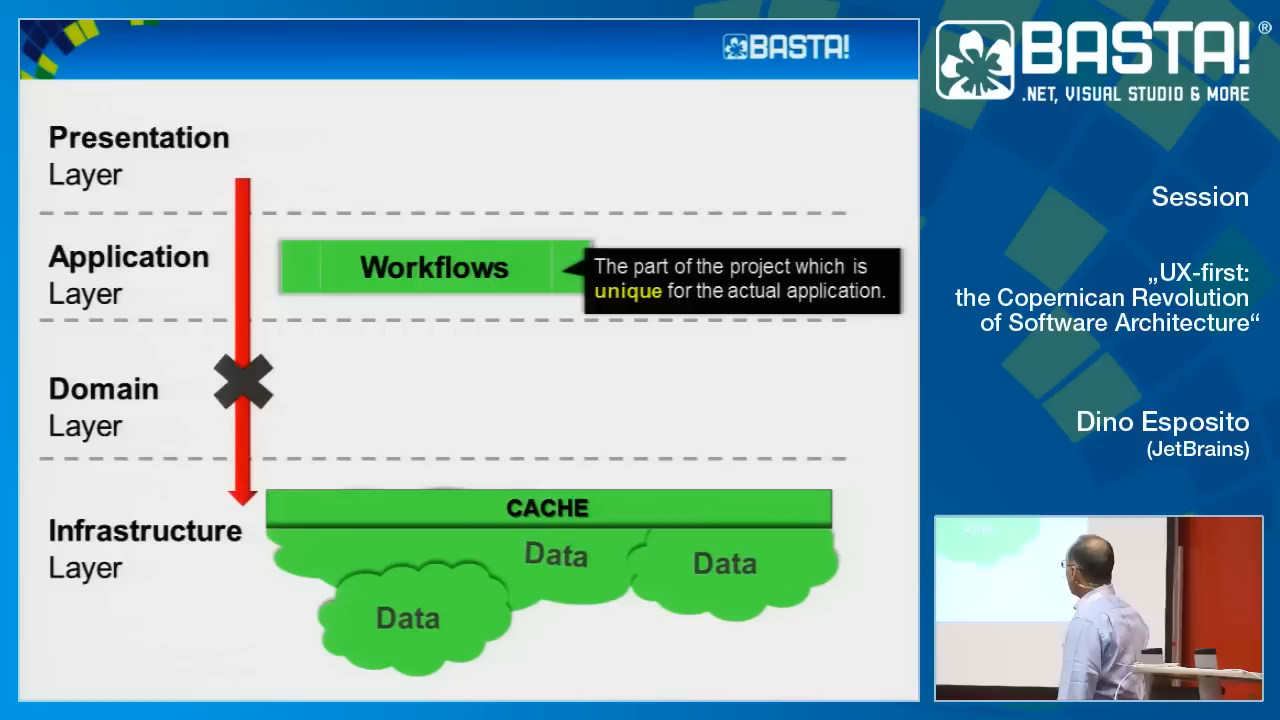 BASTA!
Presentation
Layer
Application
Layer
Workflows
The part of the project which is
unique for the actual application.
Domain
Layer
Infrastructure
Layer
CACHE
Data
Data
Data
BASTA!®
.NET, VISUAL STUDIO & MORE
Session
„UX-first:
the Copernican Revolution
of Software Architecture“
Dino Esposito
(JetBrains)